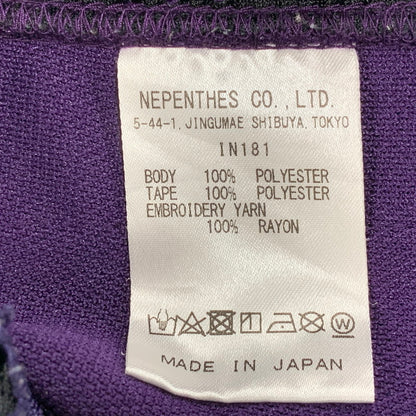 NEPENTHES CO.,LTD.
5-44-1, JINGUMAE SHIBUYA, TOKYO
IN181
BODY 100% POLYESTER
TAPE 100% POLYESTER
EMBROIDERY YARN
100% RAYON
W
MADE IN JAPAN